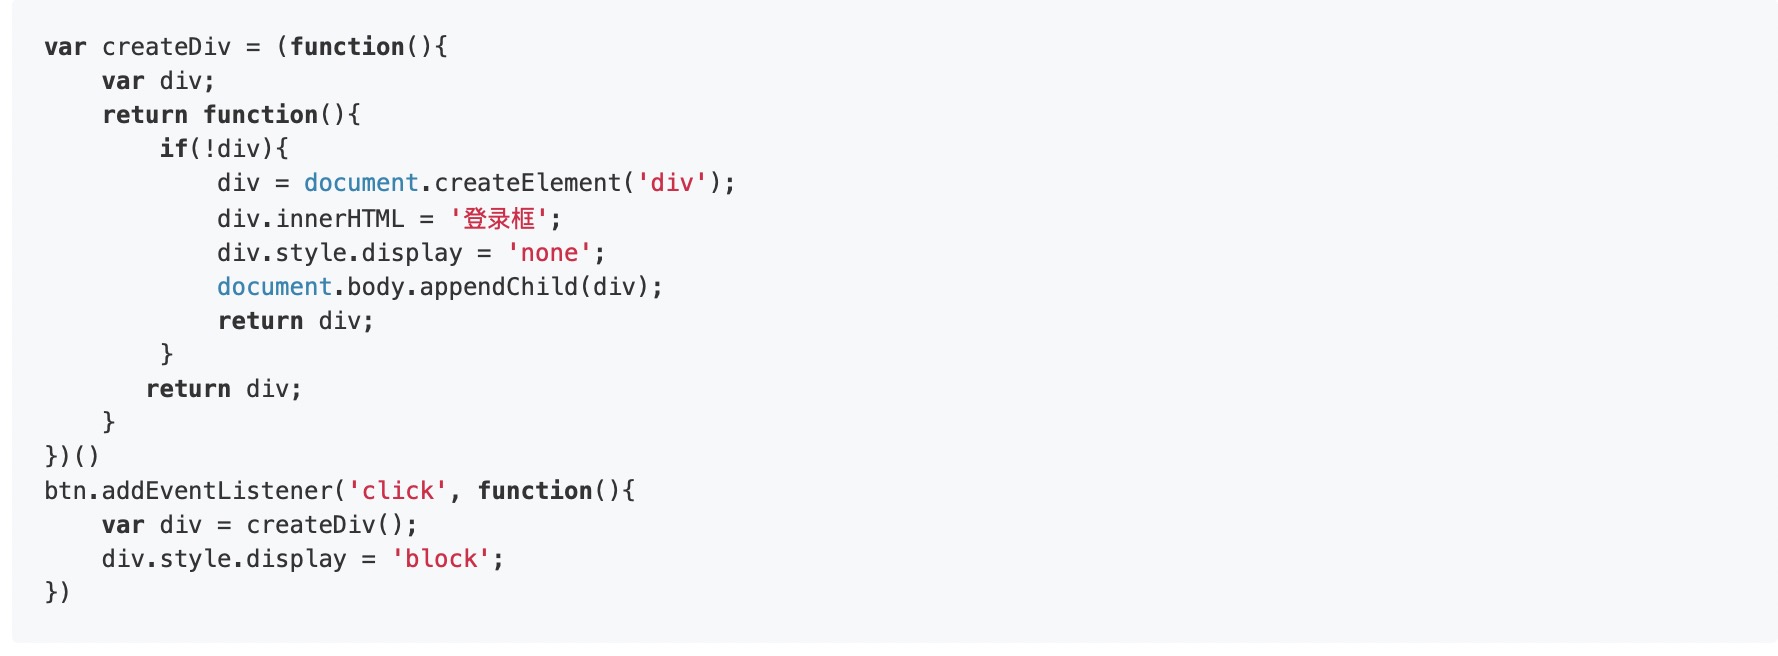 var createDiv = (function(){
    var div;
    return function(){
        if(!div){
            div = document.createElement('div');
            div.innerHTML = '登录框';
            div.style.display = 'none';
            document.body.appendChild(div);
            return div;
        }
       return div;
    }
})()
btn.addEventListener('click', function(){
    var div = createDiv();
    div.style.display = 'block';
})